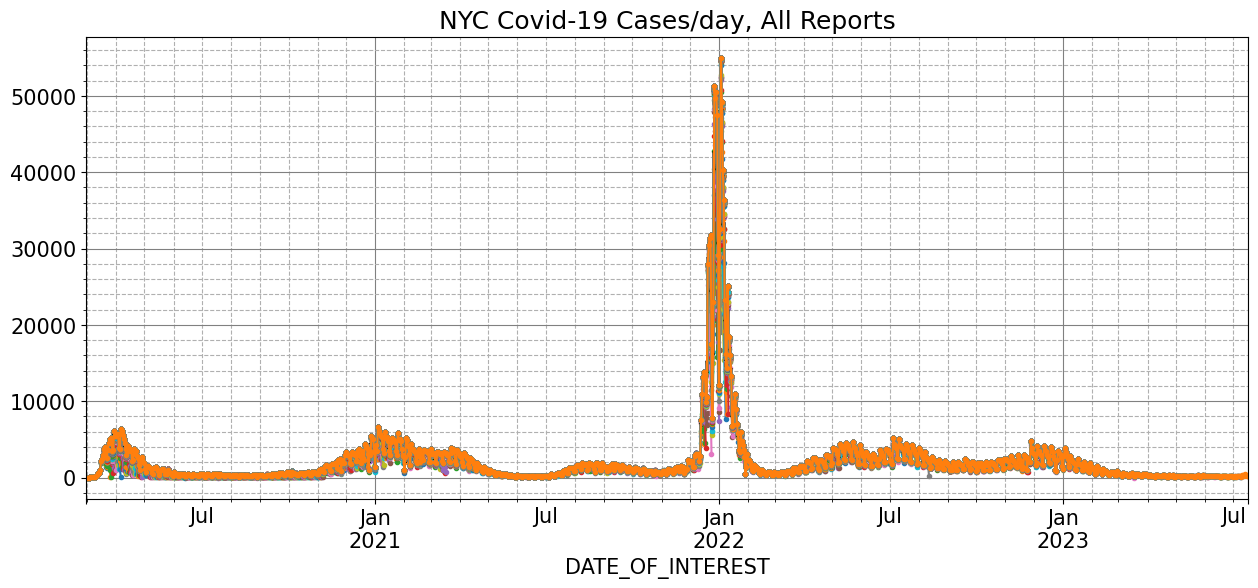 NYC Covid-19 Cases/day, All Reports
50000
40000
30000
20000
10000
0
Jul Jan Jul Jan Jul Jan Jul
2021 2022 2023
DATE_OF_INTEREST